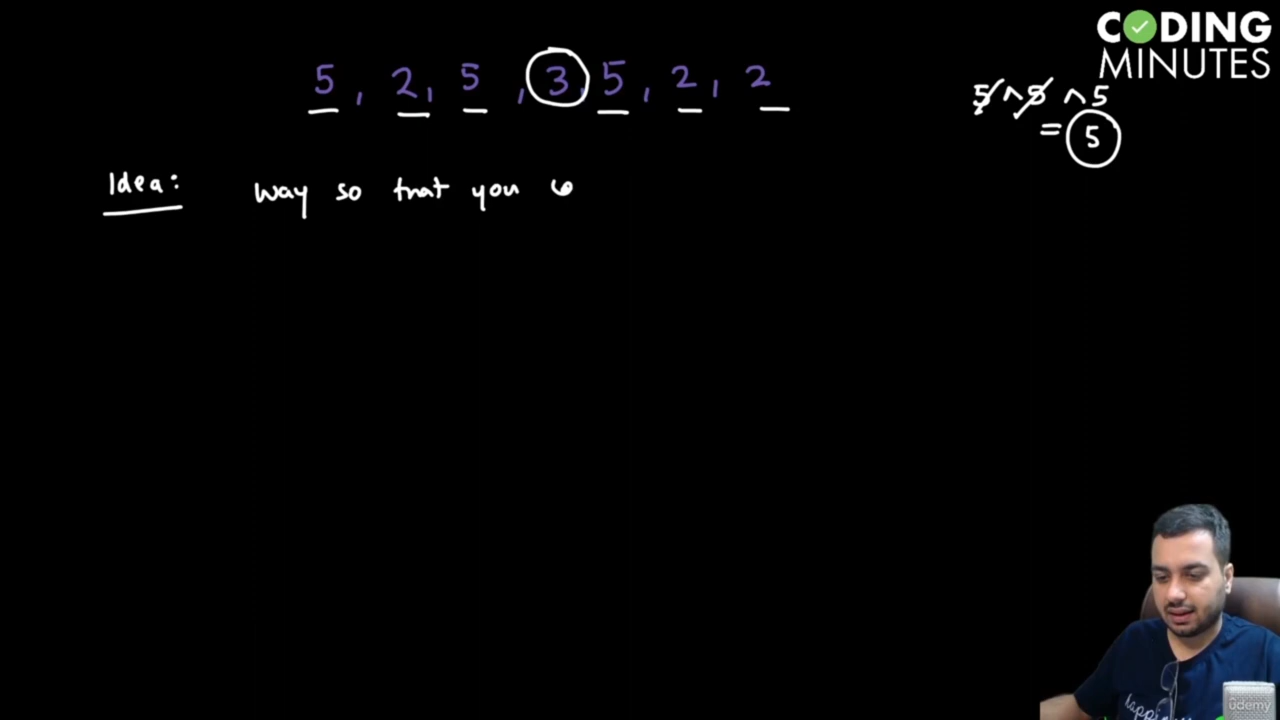 CODING
MINUTES
5, 2, 5, 3, 5, 2, 2
5 ^ 5 ^ 5
= 5
Idea: way so that you
happin
udemy